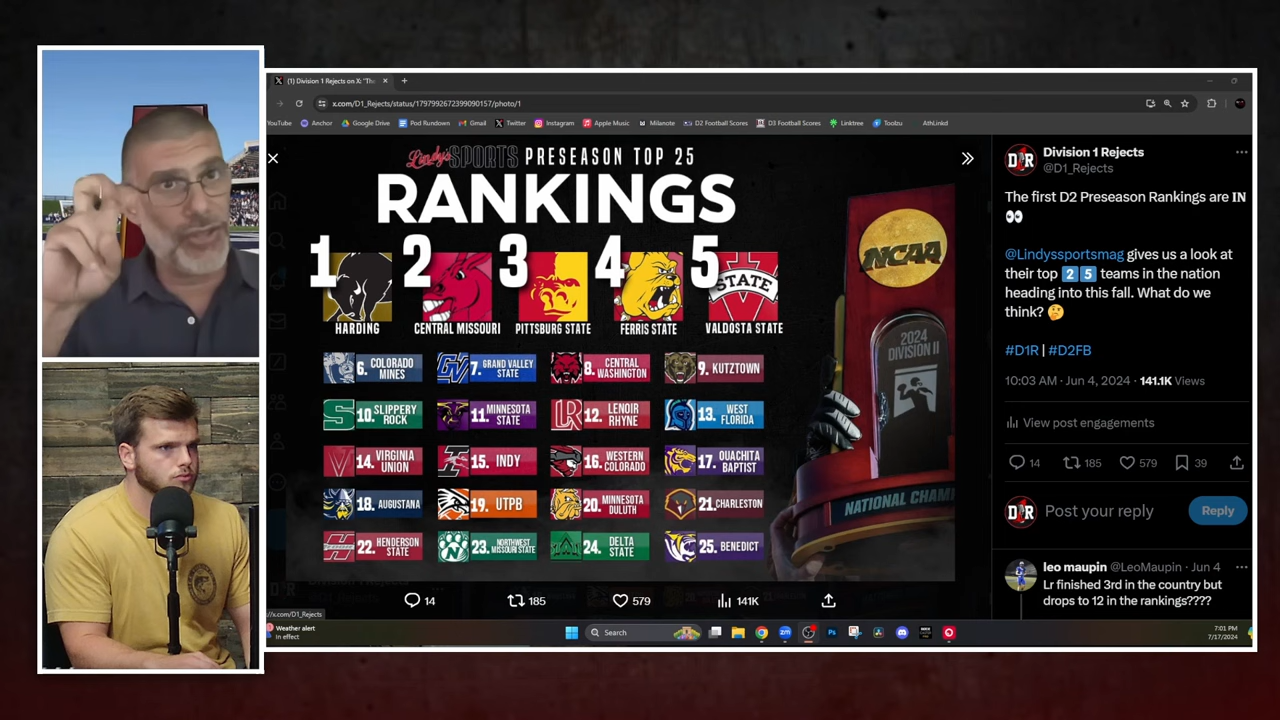 (1) Division 1 Rejects on X: "Th
x.com/D1_Rejects/status/1797992672399090157/photo/1
YouTube Anchor Google Drive Pod Rundown Gmail Twitter Instagram Apple Music Milanote D2 Football Scores D3 Football Scores Linktree Toolzu AthLinkd
Lindy's SPORTS PRESEASON TOP 25
RANKINGS
1 2 3 4 5
STATE
HARDING CENTRAL MISSOURI PITTSBURG STATE FERRIS STATE VALDOSTA STATE
6. COLORADO MINES 7. GRAND VALLEY STATE 8. CENTRAL WASHINGTON 9. KUTZTOWN
10. SLIPPERY ROCK 11. MINNESOTA STATE 12. LENOIR RHYNE 13. WEST FLORIDA
14. VIRGINIA UNION 15. INDY 16. WESTERN COLORADO 17. OUACHITA BAPTIST
18. AUGUSTANA 19. UTPB 20. MINNESOTA DULUTH 21. CHARLESTON
22. HENDERSON STATE 23. NORTHWEST MISSOURI STATE 24. DELTA STATE 25. BENEDICT
NCAA
2024
DIVISION II
NATIONAL CHAM
14 185 579 141K
D1R
Division 1 Rejects
@D1_Rejects
The first D2 Preseason Rankings are IN
👀
@Lindyssportsmag gives us a look at
their top 2️⃣5️⃣ teams in the nation
heading into this fall. What do we
think? 🤔
#D1R | #D2FB
10:03 AM · Jun 4, 2024 · 141.1K Views
View post engagements
14 185 579 39
Post your reply Reply
leo maupin @LeoMaupin · Jun 4
Lr finished 3rd in the country but
drops to 12 in the rankings????
://x.com/D1_Rejects
Weather alert
In effect
Search
7:01 PM
7/17/2024